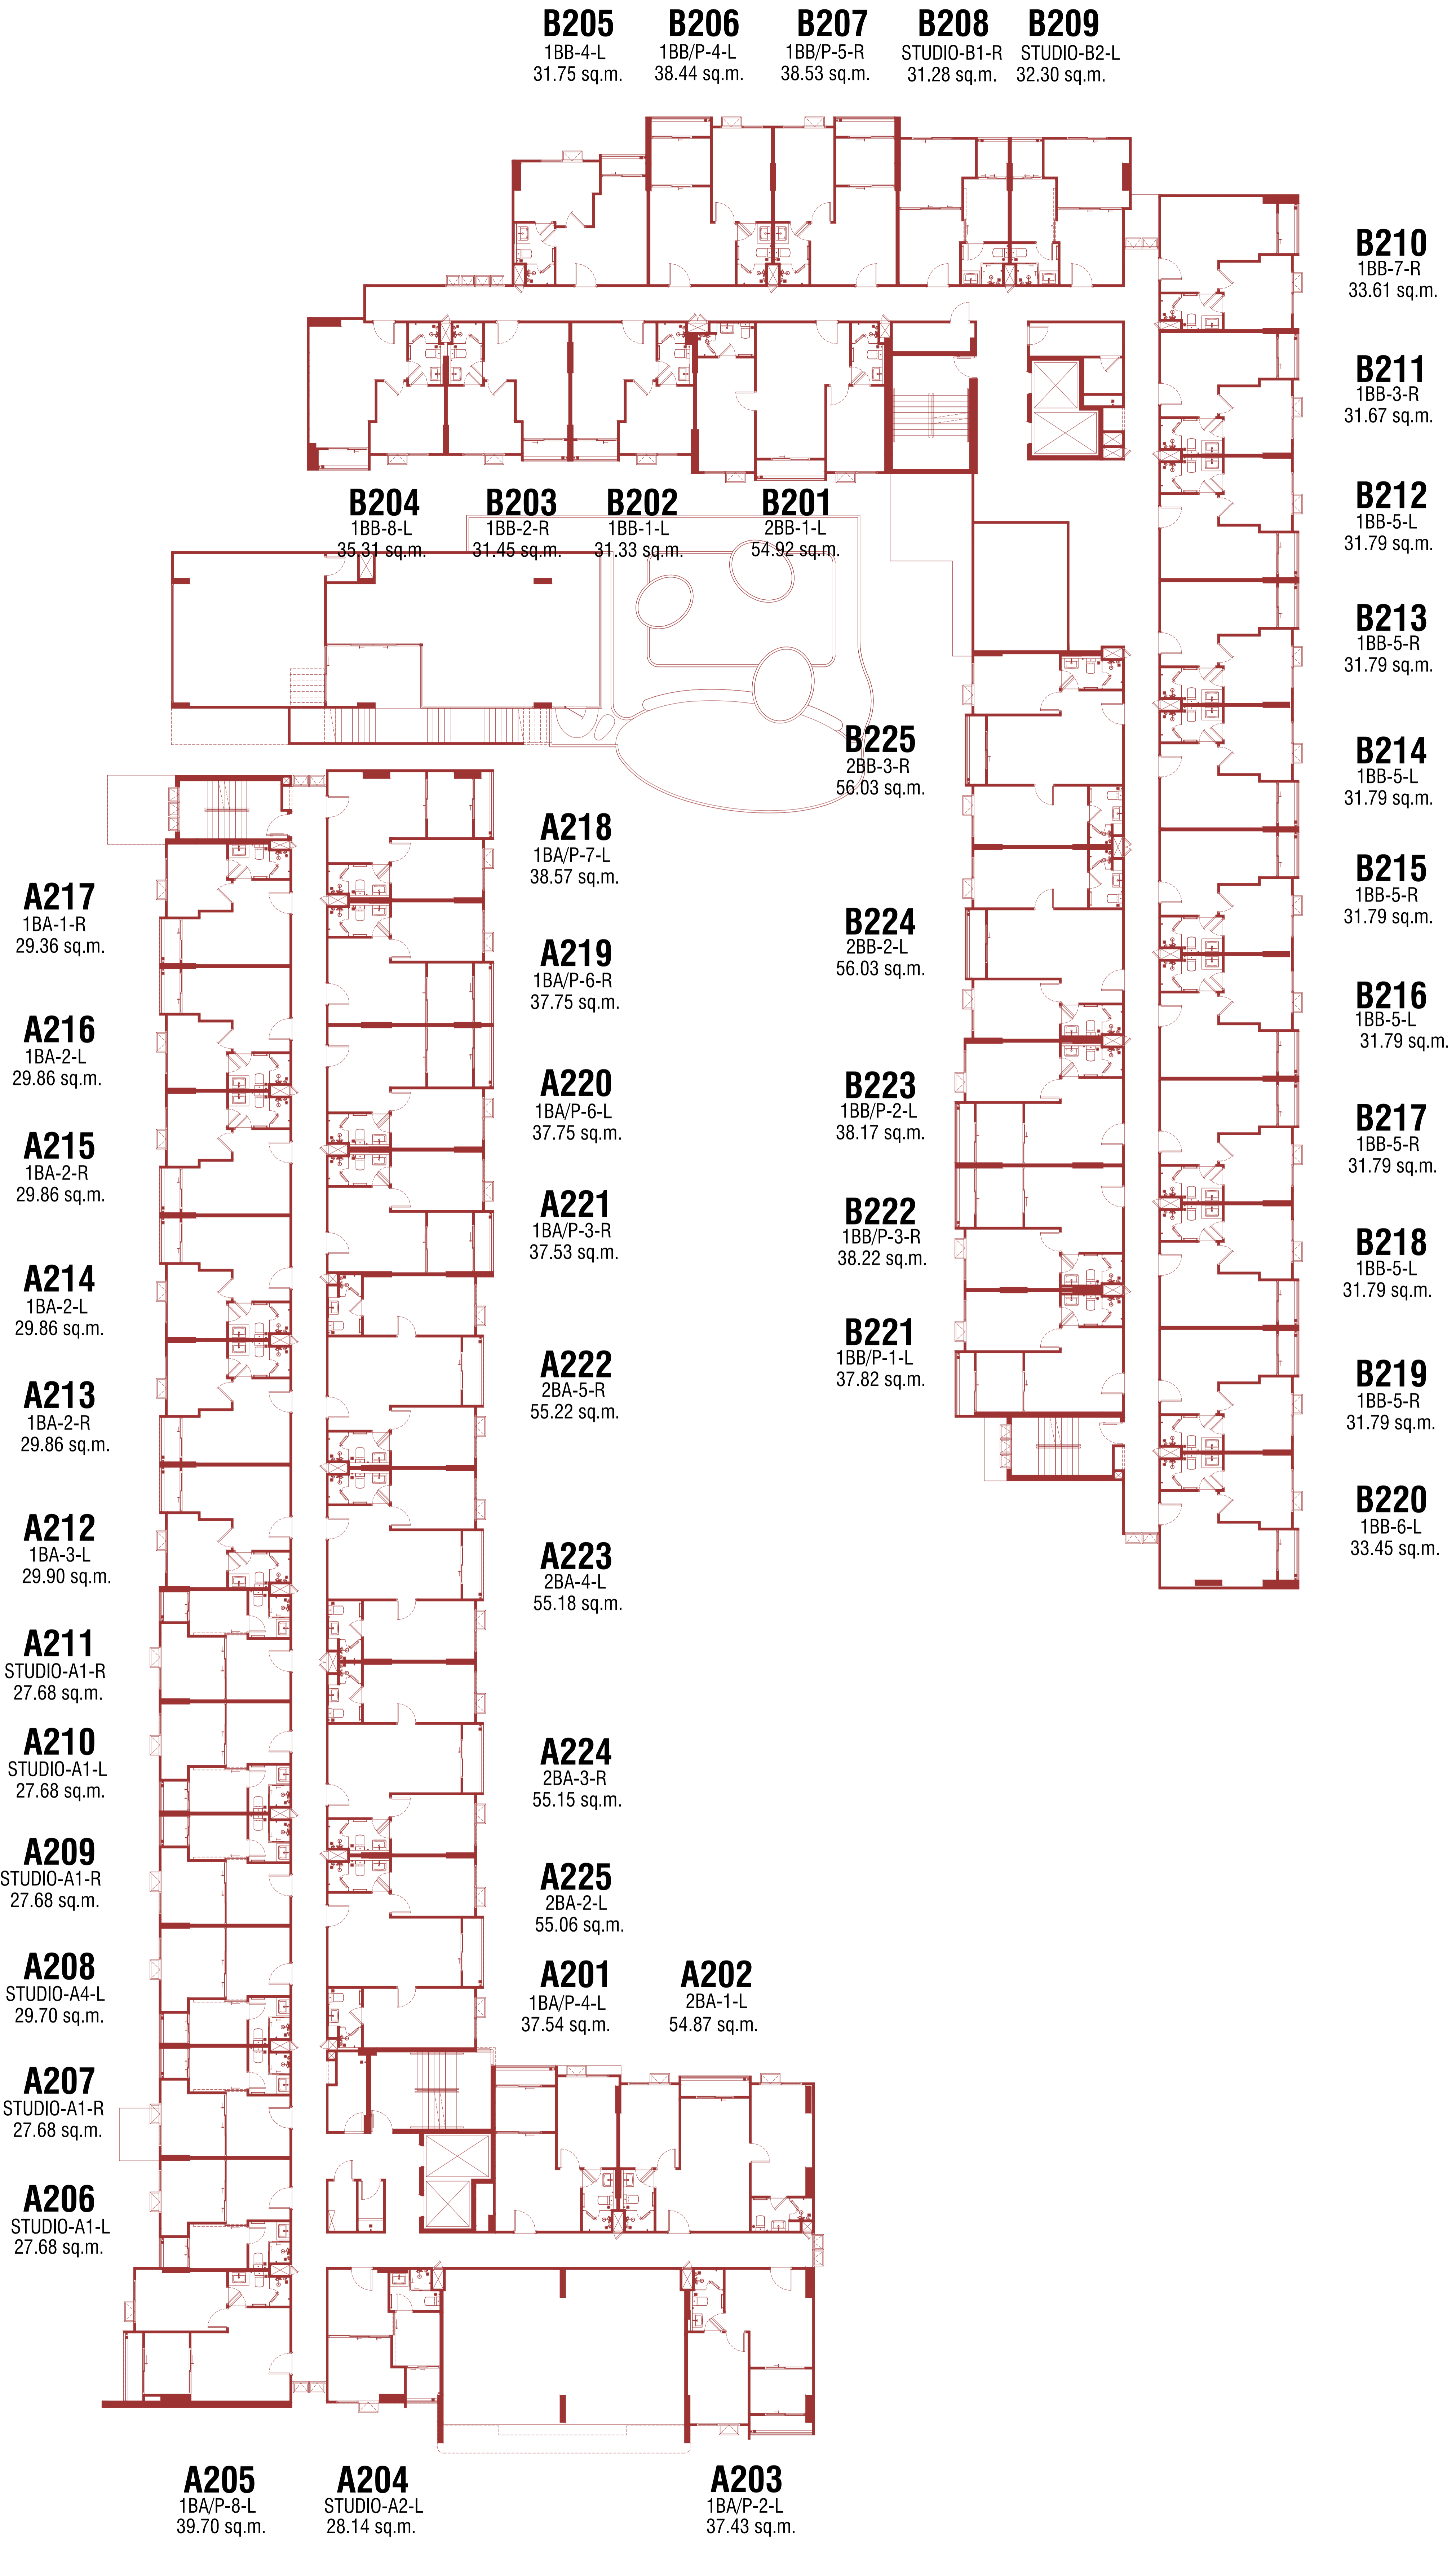 B205
1BB-4-L
31.75 sq.m.
B206
1BB/P-4-L
38.44 sq.m.
B207
1BB/P-5-R
38.53 sq.m.
B208
STUDIO-B1-R
31.28 sq.m.
B209
STUDIO-B2-L
32.30 sq.m.
B210
1BB-7-R
33.61 sq.m.
B211
1BB-3-R
31.67 sq.m.
B212
1BB-5-L
31.79 sq.m.
B213
1BB-5-R
31.79 sq.m.
B214
1BB-5-L
31.79 sq.m.
B215
1BB-5-R
31.79 sq.m.
B216
1BB-5-L
31.79 sq.m.
B217
1BB-5-R
31.79 sq.m.
B218
1BB-5-L
31.79 sq.m.
B219
1BB-5-R
31.79 sq.m.
B220
1BB-6-L
33.45 sq.m.
B204
1BB-8-L
35.31 sq.m.
B203
1BB-2-R
31.45 sq.m.
B202
1BB-1-L
31.33 sq.m.
B201
2BB-1-L
54.92 sq.m.
B225
2BB-3-R
56.03 sq.m.
B224
2BB-2-L
56.03 sq.m.
B223
1BB/P-2-L
38.17 sq.m.
B222
1BB/P-3-R
38.22 sq.m.
B221
1BB/P-1-L
37.82 sq.m.
A218
1BA/P-7-L
38.57 sq.m.
A219
1BA/P-6-R
37.75 sq.m.
A220
1BA/P-6-L
37.75 sq.m.
A221
1BA/P-3-R
37.53 sq.m.
A222
2BA-5-R
55.22 sq.m.
A223
2BA-4-L
55.18 sq.m.
A224
2BA-3-R
55.15 sq.m.
A225
2BA-2-L
55.06 sq.m.
A201
1BA/P-4-L
37.54 sq.m.
A202
2BA-1-L
54.87 sq.m.
A217
1BA-1-R
29.36 sq.m.
A216
1BA-2-L
29.86 sq.m.
A215
1BA-2-R
29.86 sq.m.
A214
1BA-2-L
29.86 sq.m.
A213
1BA-2-R
29.86 sq.m.
A212
1BA-3-L
29.90 sq.m.
A211
STUDIO-A1-R
27.68 sq.m.
A210
STUDIO-A1-L
27.68 sq.m.
A209
STUDIO-A1-R
27.68 sq.m.
A208
STUDIO-A4-L
29.70 sq.m.
A207
STUDIO-A1-R
27.68 sq.m.
A206
STUDIO-A1-L
27.68 sq.m.
A205
1BA/P-8-L
39.70 sq.m.
A204
STUDIO-A2-L
28.14 sq.m.
A203
1BA/P-2-L
37.43 sq.m.